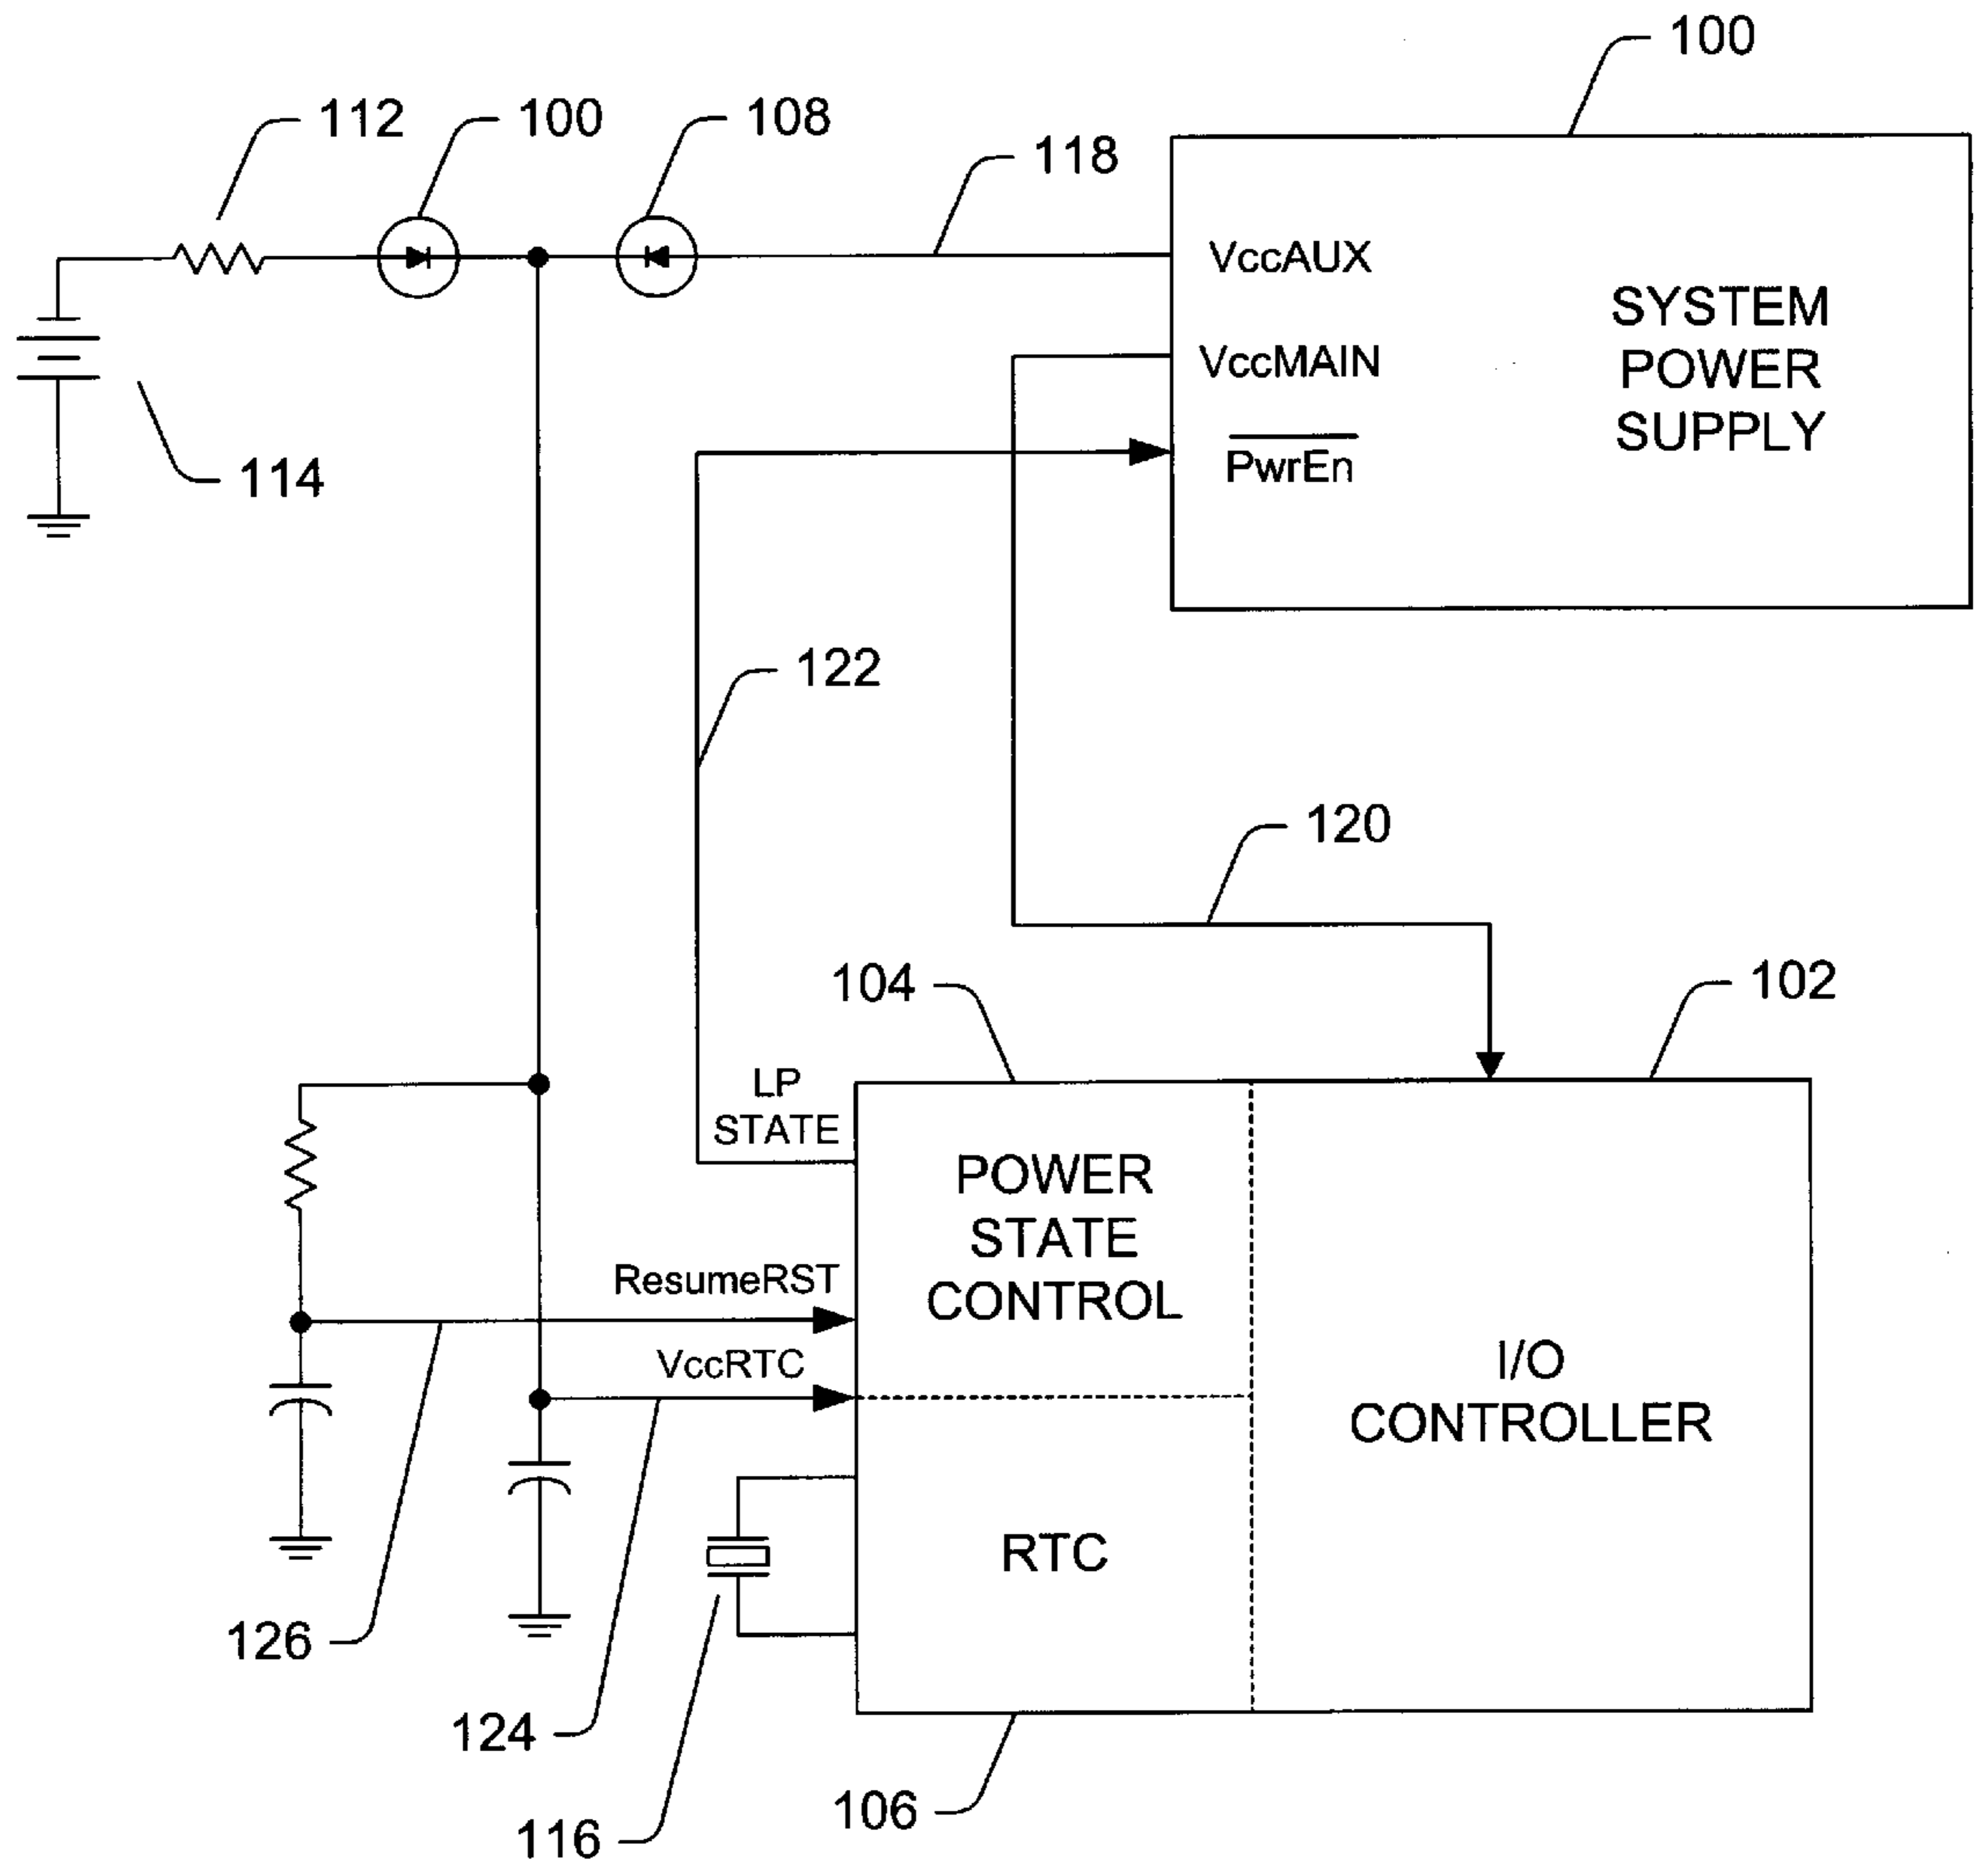 100
112
100
108
118
VccAUX
SYSTEM
POWER
SUPPLY
VccMAIN
PwrEn
114
122
120
104
102
LP
STATE
POWER
STATE
CONTROL
ResumeRST
VccRTC
I/O
CONTROLLER
RTC
126
124
116
106